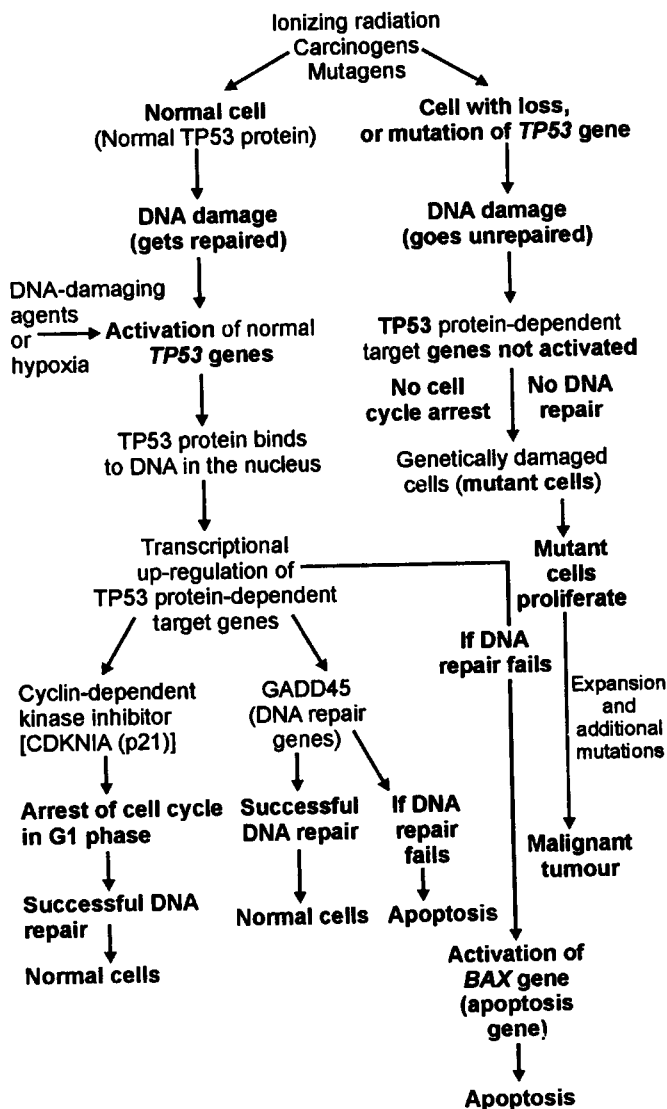 Ionizing radiation
Carcinogens
Mutagens
Normal cell
(Normal TP53 protein)
Cell with loss,
or mutation of TP53 gene
DNA damage
(gets repaired)
DNA damage
(goes unrepaired)
DNA-damaging
agents
or
hypoxia
Activation of normal
TP53 genes
TP53 protein-dependent
target genes not activated
No cell
cycle arrest
No DNA
repair
TP53 protein binds
to DNA in the nucleus
Genetically damaged
cells (mutant cells)
Transcriptional
up-regulation of
TP53 protein-dependent
target genes
Mutant
cells
proliferate
If DNA
repair fails
Expansion
and
additional
mutations
Cyclin-dependent
kinase inhibitor
[CDKNIA (p21)]
GADD45
(DNA repair
genes)
Arrest of cell cycle
in G1 phase
Successful
DNA repair
If DNA
repair
fails
Malignant
tumour
Successful DNA
repair
Normal cells
Apoptosis
Normal cells
Activation of
BAX gene
(apoptosis
gene)
Apoptosis